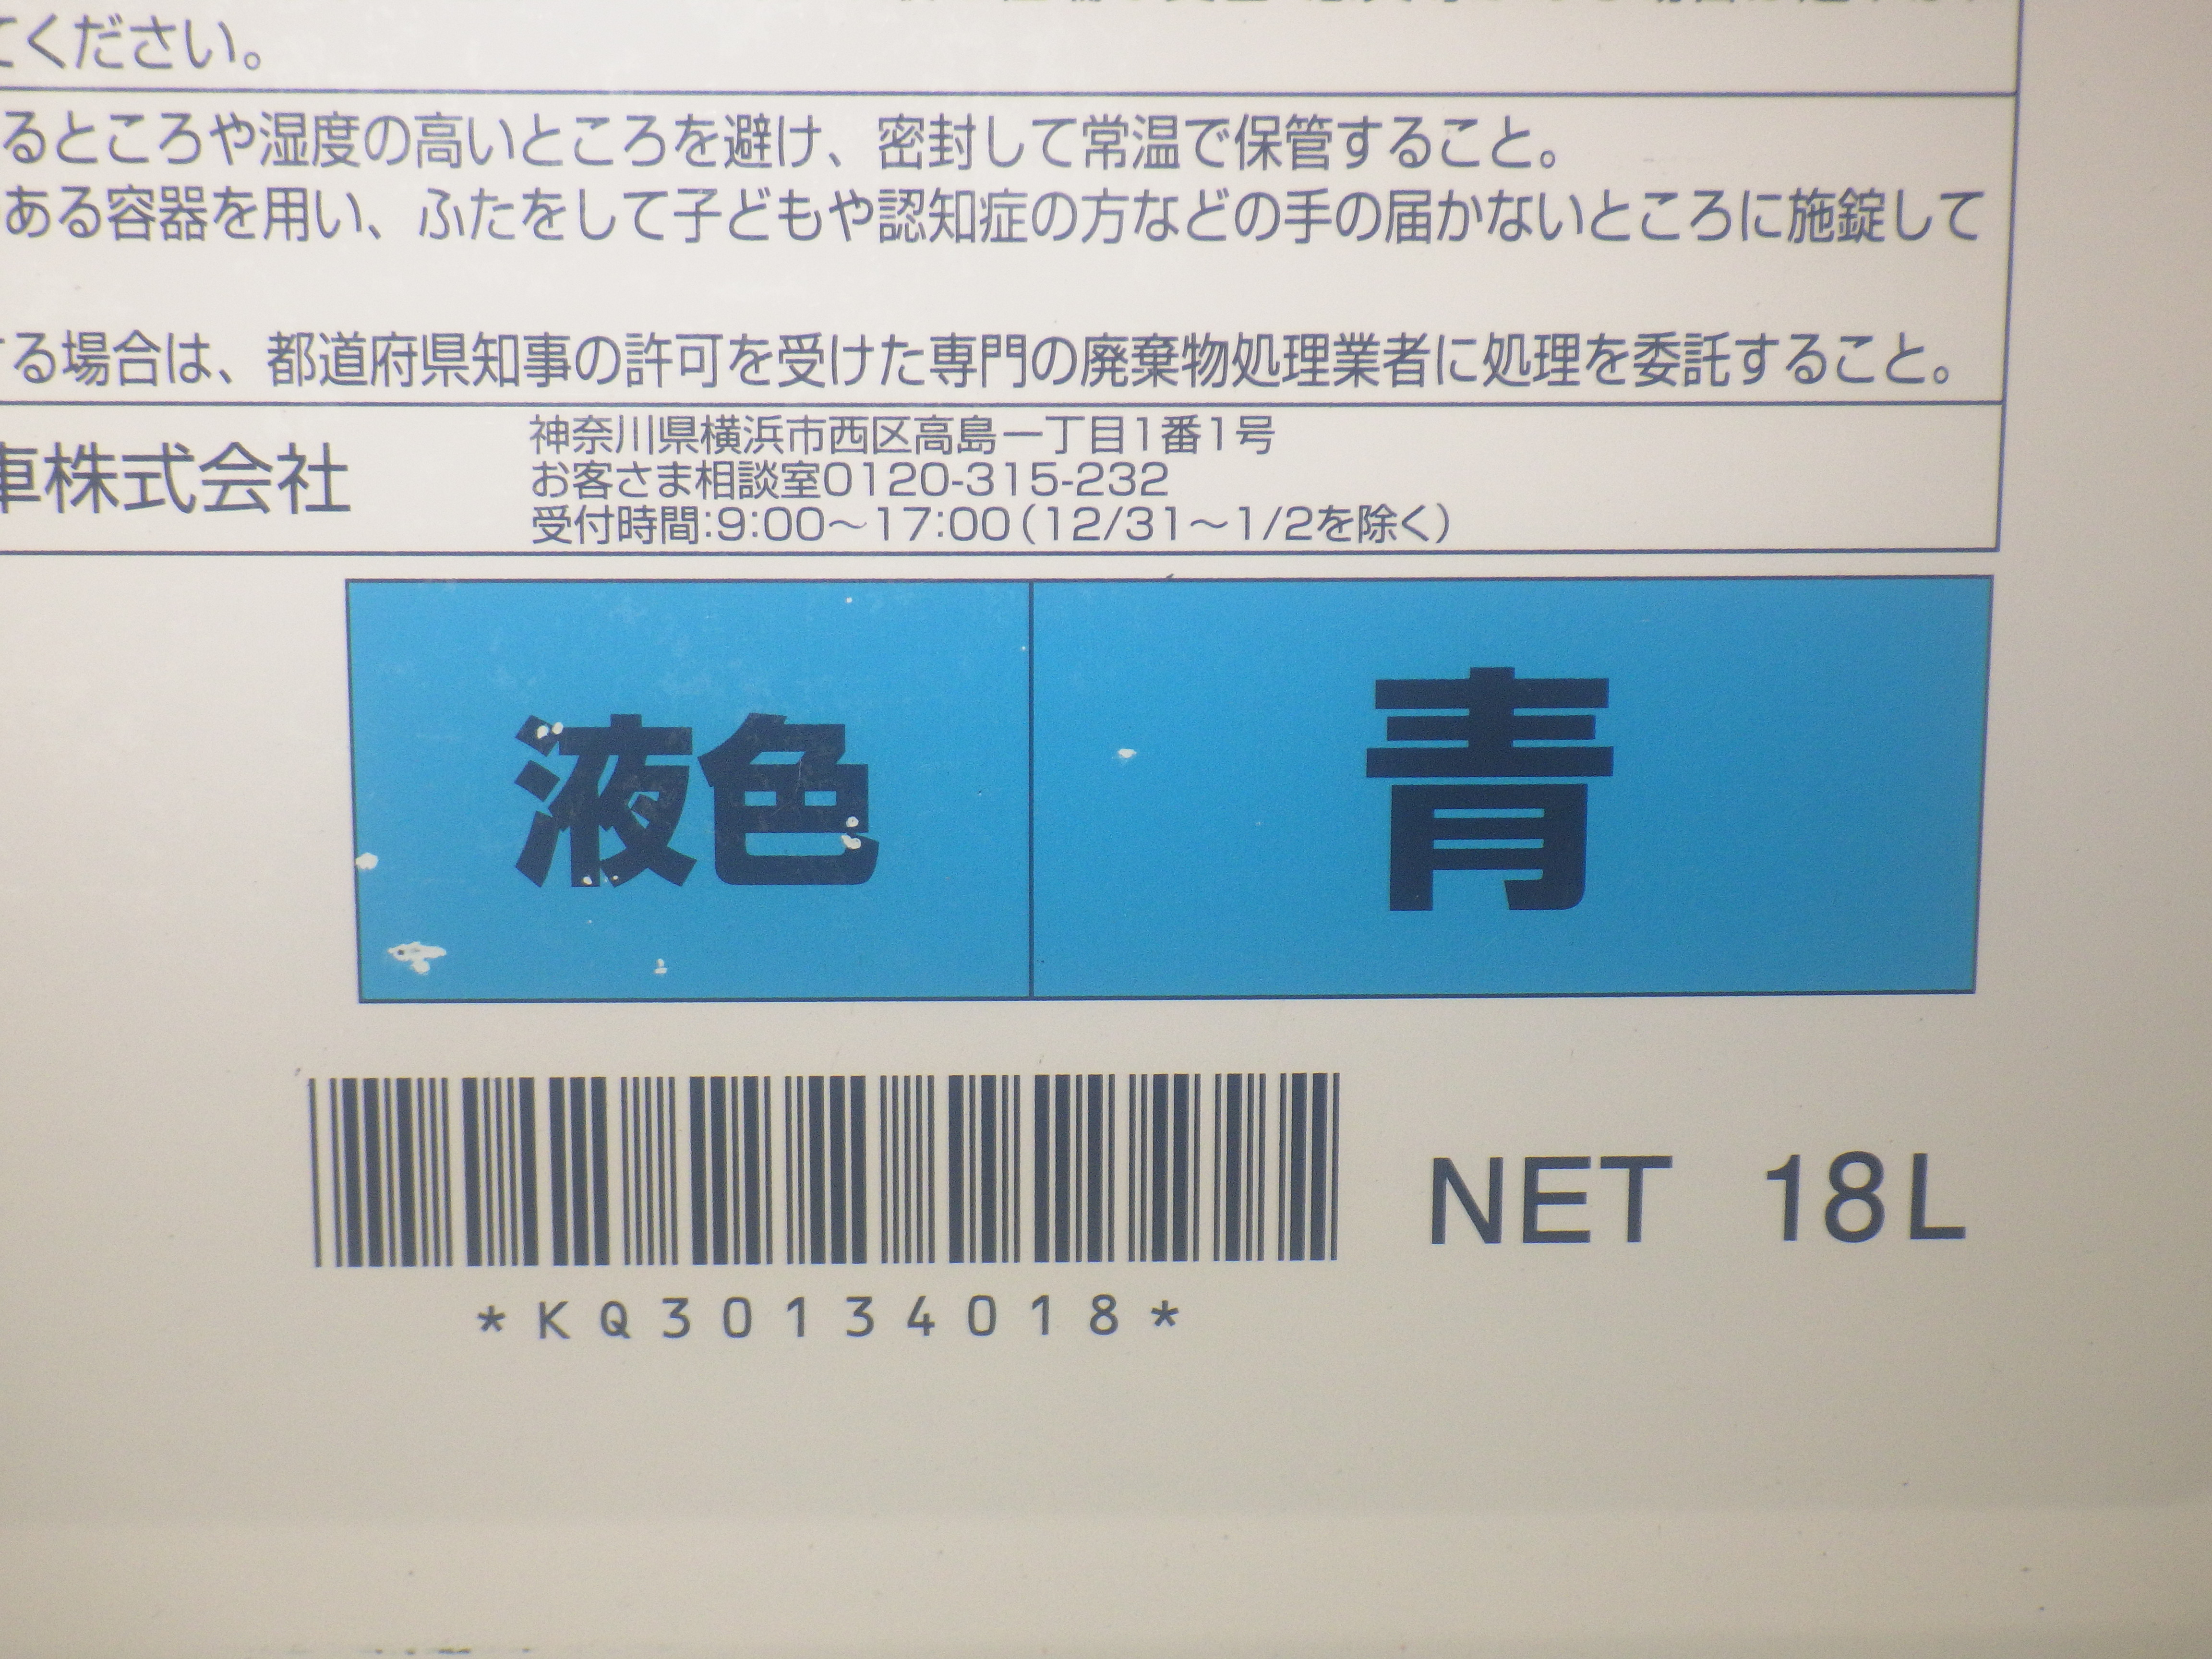 てください。
るところや湿度の高いところを避け、密封して常温で保管すること。
ある容器を用い、ふたをして子どもや認知症の方などの手の届かないところに施錠して
する場合は、都道府県知事の許可を受けた専門の廃棄物処理業者に処理を委託すること。
車株式会社
神奈川県横浜市西区高島一丁目1番1号
お客さま相談室0120-315-232
受付時間:9:00〜17:00(12/31〜1/2を除く)
液色 青
NET 18L
*KQ30134018*